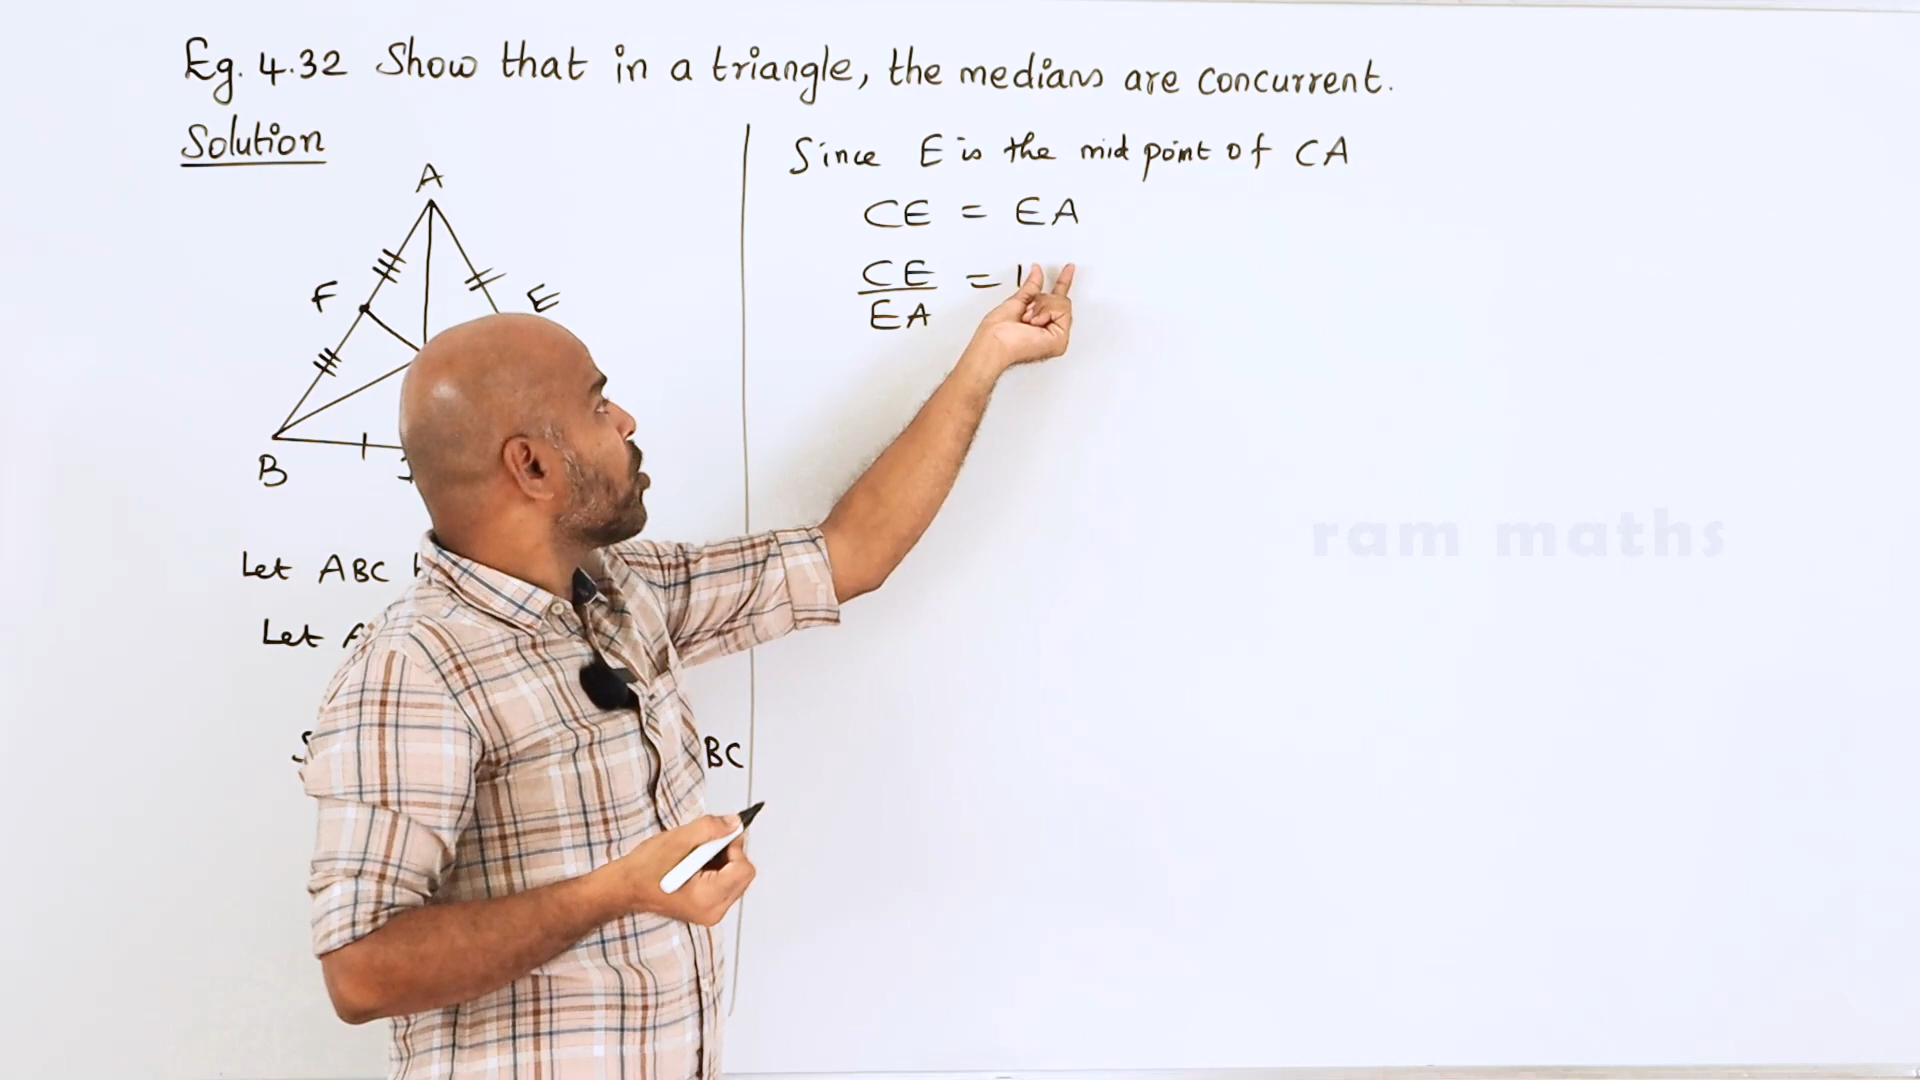 Eg. 4.32 Show that in a triangle, the medians are concurrent.
Solution
A
F
E
B
Let ABC
Let
BC
Since E is the mid point of CA
CE = EA
CE
EA
= 1
ram maths